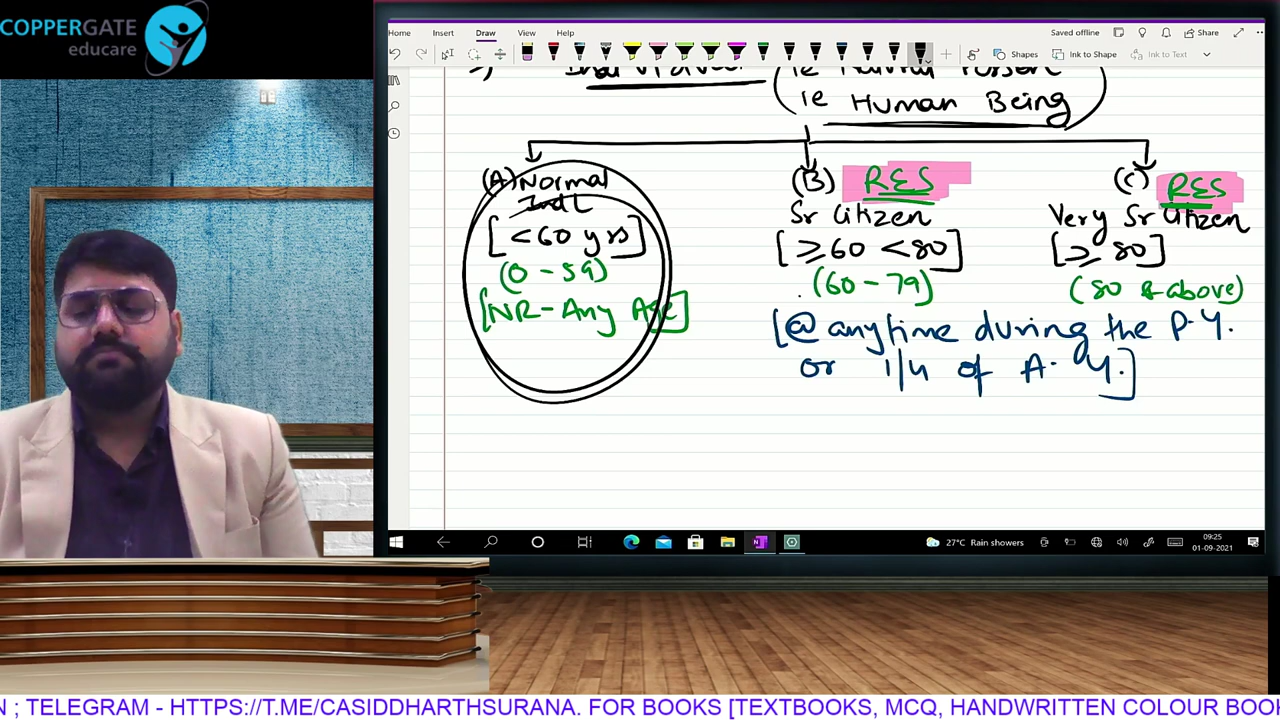 COPPERGATE
educare
Home Insert Draw View Help
Saved offline
Share
Shapes
Ink to Shape
Ink to Text
(ie
(ie Human Being
(A) Normal
Indl
[<60 yrs]
(0 - 59)
[NR-Any Age]
(B) RES
Sr Citizen
[≥60 <80]
(60 - 79)
(C) RES
Very Sr Citizen
[≥ 80]
(80 & above)
[@ anytime during the P.Y.
or 1/4 of A.Y.]
27°C Rain showers
09:25
01-09-2021
N ; TELEGRAM - HTTPS://T.ME/CASIDDHARTHSURANA. FOR BOOKS [TEXTBOOKS, MCQ, HANDWRITTEN COLOUR BOO